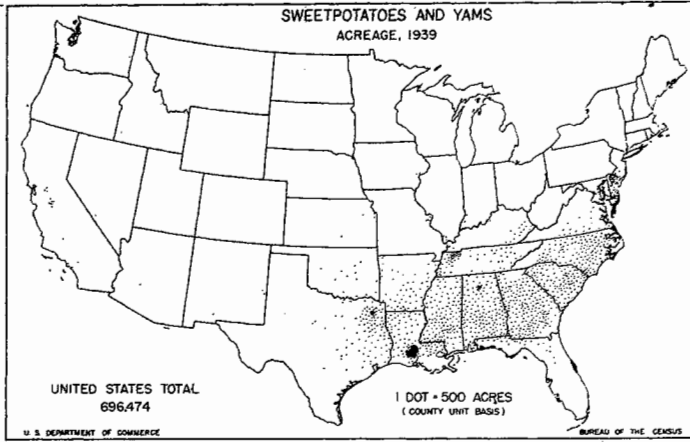 SWEETPOTATOES AND YAMS
ACREAGE, 1939
UNITED STATES TOTAL
696,474
1 DOT = 500 ACRES
(COUNTY UNIT BASIS)
U. S. DEPARTMENT OF COMMERCE
BUREAU OF THE CENSUS